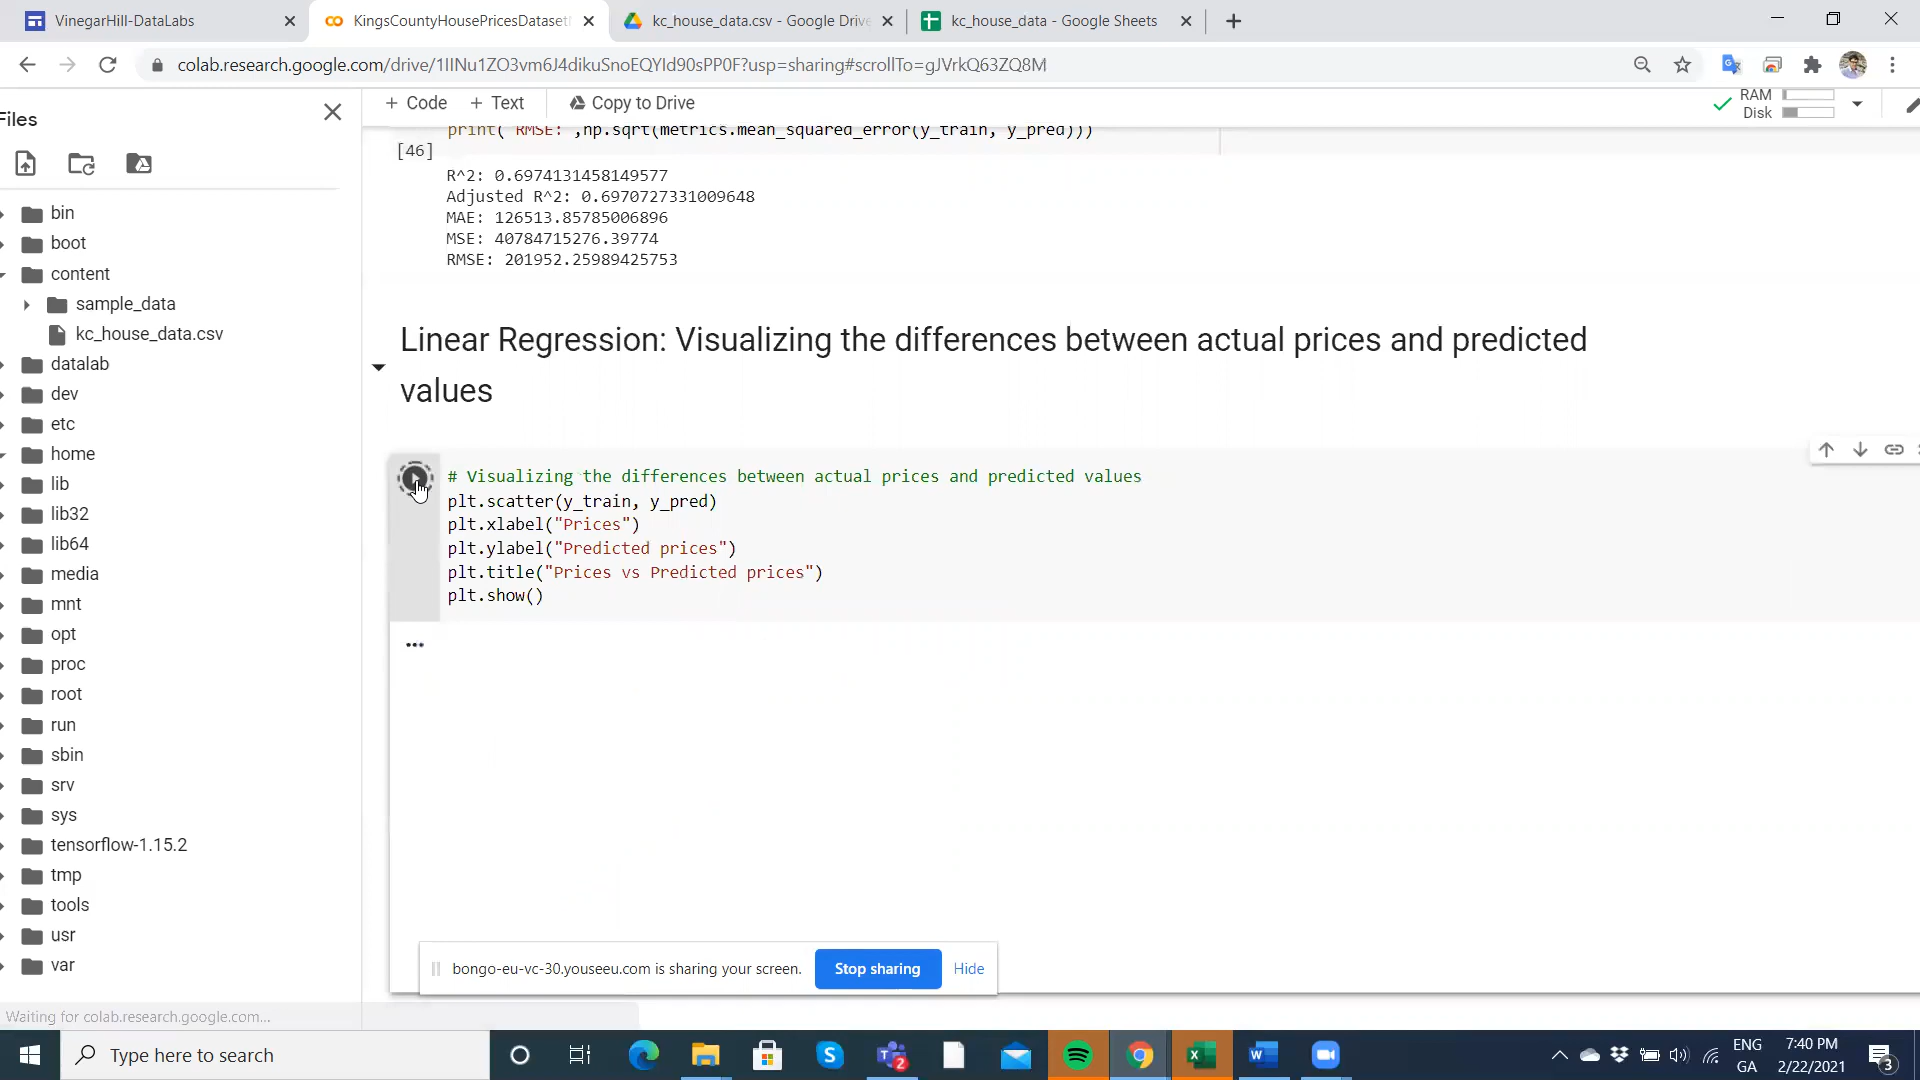 VinegarHill-DataLabs
KingsCountyHousePricesDataset
kc_house_data.csv - Google Drive
kc_house_data - Google Sheets
colab.research.google.com/drive/1IINu1ZO3vm6J4dikuSnoEQYId90sPP0F?usp=sharing#scrollTo=gJVrkQ63ZQ8M
Files
+ Code + Text Copy to Drive
RAM
Disk
bin
boot
content
sample_data
kc_house_data.csv
datalab
dev
etc
home
lib
lib32
lib64
media
mnt
opt
proc
root
run
sbin
srv
sys
tensorflow-1.15.2
tmp
tools
usr
var
print('RMSE:',np.sqrt(metrics.mean_squared_error(y_train, y_pred)))
[46]
R^2: 0.6974131458149577
Adjusted R^2: 0.6970727331009648
MAE: 126513.85785006896
MSE: 40784715276.39774
RMSE: 201952.25989425753
Linear Regression: Visualizing the differences between actual prices and predicted
values
# Visualizing the differences between actual prices and predicted values
plt.scatter(y_train, y_pred)
plt.xlabel("Prices")
plt.ylabel("Predicted prices")
plt.title("Prices vs Predicted prices")
plt.show()
bongo-eu-vc-30.youseeu.com is sharing your screen. Stop sharing Hide
Waiting for colab.research.google.com...
Type here to search
2
ENG
GA
7:40 PM
2/22/2021
3